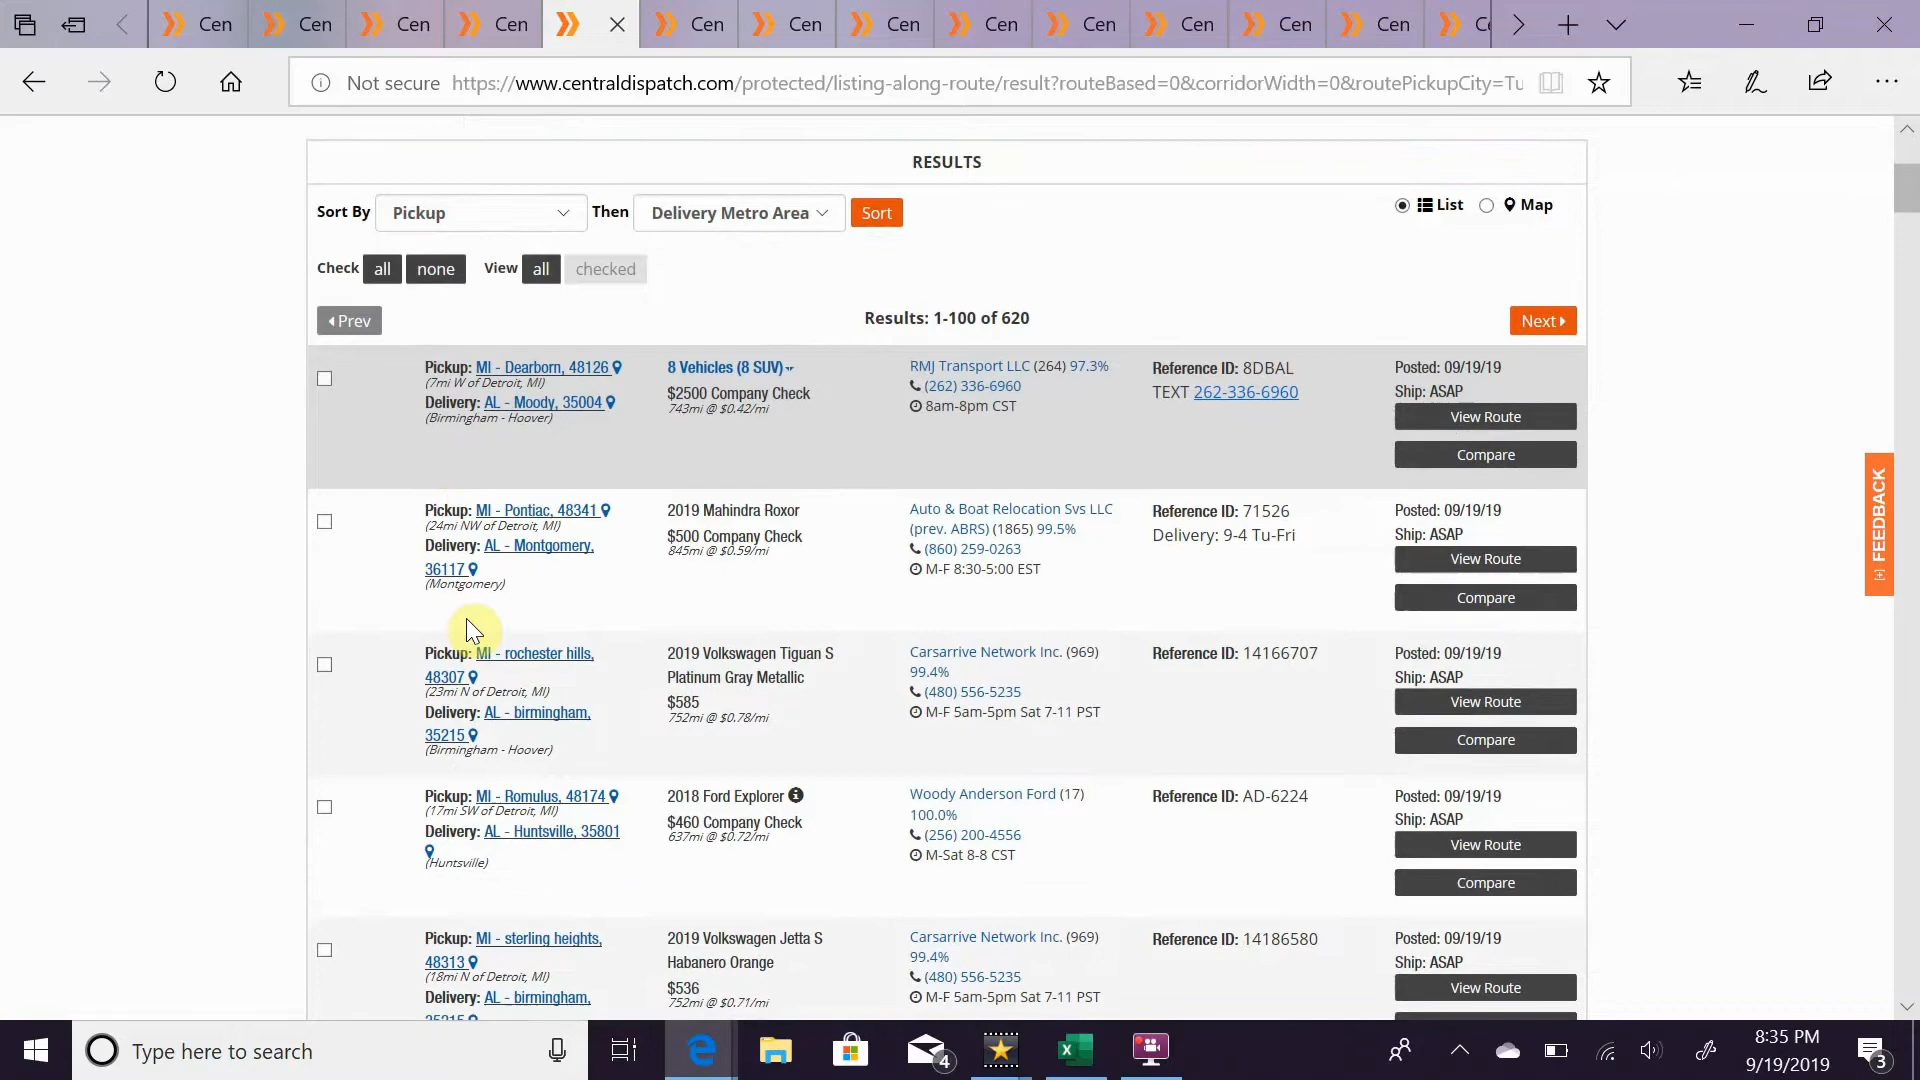 Cen Cen Cen Cen Cen Cen Cen Cen Cen Cen Cen Cen
Not secure https://www.centraldispatch.com/protected/listing-along-route/result?routeBased=0&corridorWidth=0&routePickupCity=Tu
RESULTS
Sort By Pickup Then Delivery Metro Area Sort List Map
Check all none View all checked
Prev Results: 1-100 of 620 Next
Pickup: MI - Dearborn, 48126 8 Vehicles (8 SUV) RMJ Transport LLC (264) 97.3% Reference ID: 8DBAL Posted: 09/19/19
(7mi W of Detroit, MI) $2500 Company Check (262) 336-6960 TEXT 262-336-6960 Ship: ASAP
Delivery: AL - Moody, 35004 743mi @ $0.42/mi 8am-8pm CST View Route
(Birmingham - Hoover)
Compare
Pickup: MI - Pontiac, 48341 2019 Mahindra Roxor Auto & Boat Relocation Svs LLC Reference ID: 71526 Posted: 09/19/19
(24mi NW of Detroit, MI) $500 Company Check (prev. ABRS) (1865) 99.5% Delivery: 9-4 Tu-Fri Ship: ASAP
Delivery: AL - Montgomery, 845mi @ $0.59/mi (860) 259-0263 View Route
36117 M-F 8:30-5:00 EST
(Montgomery) Compare
Pickup: MI - rochester hills, 2019 Volkswagen Tiguan S Carsarrive Network Inc. (969) Reference ID: 14166707 Posted: 09/19/19
48307 Platinum Gray Metallic 99.4% Ship: ASAP
(23mi N of Detroit, MI) $585 (480) 556-5235 View Route
Delivery: AL - birmingham, 752mi @ $0.78/mi M-F 5am-5pm Sat 7-11 PST
35215 Compare
(Birmingham - Hoover)
Pickup: MI - Romulus, 48174 2018 Ford Explorer Woody Anderson Ford (17) Reference ID: AD-6224 Posted: 09/19/19
(17mi SW of Detroit, MI) $460 Company Check 100.0% Ship: ASAP
Delivery: AL - Huntsville, 35801 637mi @ $0.72/mi (256) 200-4556 View Route
(Huntsville) M-Sat 8-8 CST
Compare
Pickup: MI - sterling heights, 2019 Volkswagen Jetta S Carsarrive Network Inc. (969) Reference ID: 14186580 Posted: 09/19/19
48313 Habanero Orange 99.4% Ship: ASAP
(18mi N of Detroit, MI) $536 (480) 556-5235 View Route
Delivery: AL - birmingham, 752mi @ $0.71/mi M-F 5am-5pm Sat 7-11 PST
[+] FEEDBACK
Type here to search 4 8:35 PM
9/19/2019 3